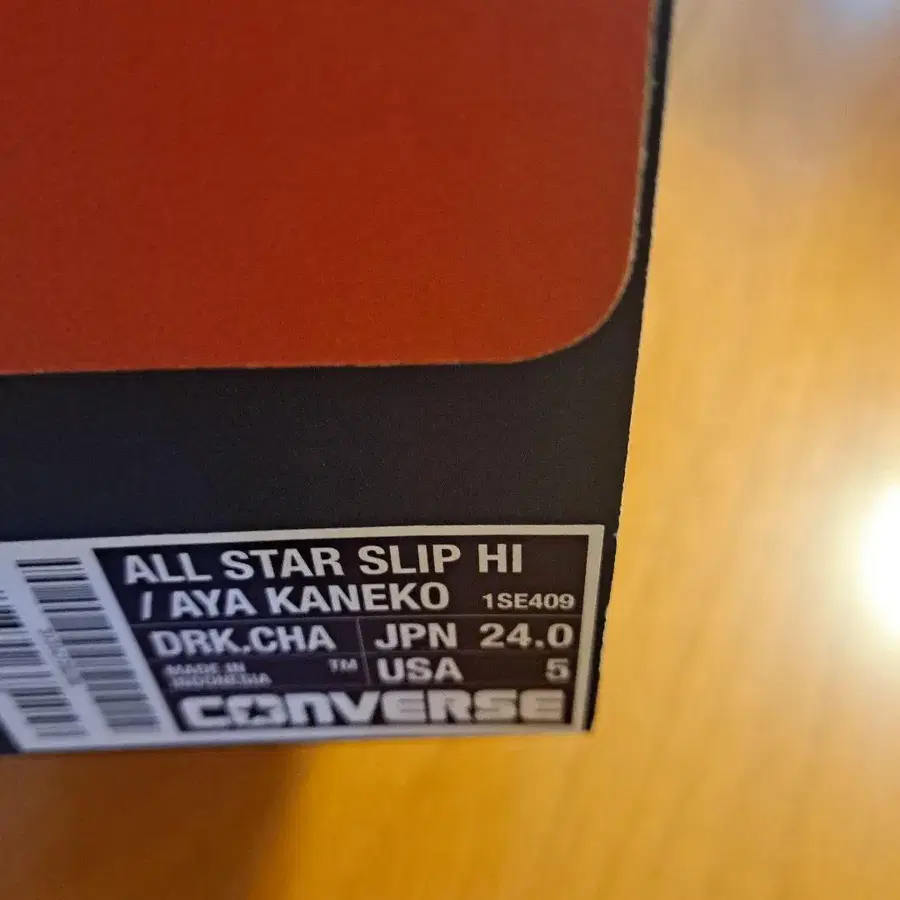 ALL STAR SLIP HI
/ AYA KANEKO 1SE409
DRK.CHA JPN 24.0
MADE IN INDONESIA TM USA 5
CONVERSE